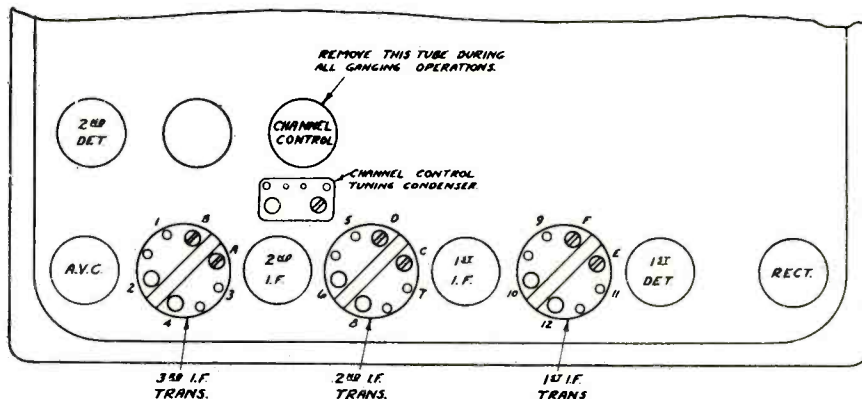 REMOVE THIS TUBE DURING
ALL GANGING OPERATIONS.
2ND
DET.
CHANNEL
CONTROL
CHANNEL CONTROL
TUNING CONDENSER.
A.V.C.
1
B
A
2
3
4
2ND
I.F.
5
D
C
6
7
8
1ST
I.F.
9
F
E
10
11
12
1ST
DET
RECT.
3RD I.F.
TRANS.
2ND I.F.
TRANS.
1ST I.F.
TRANS